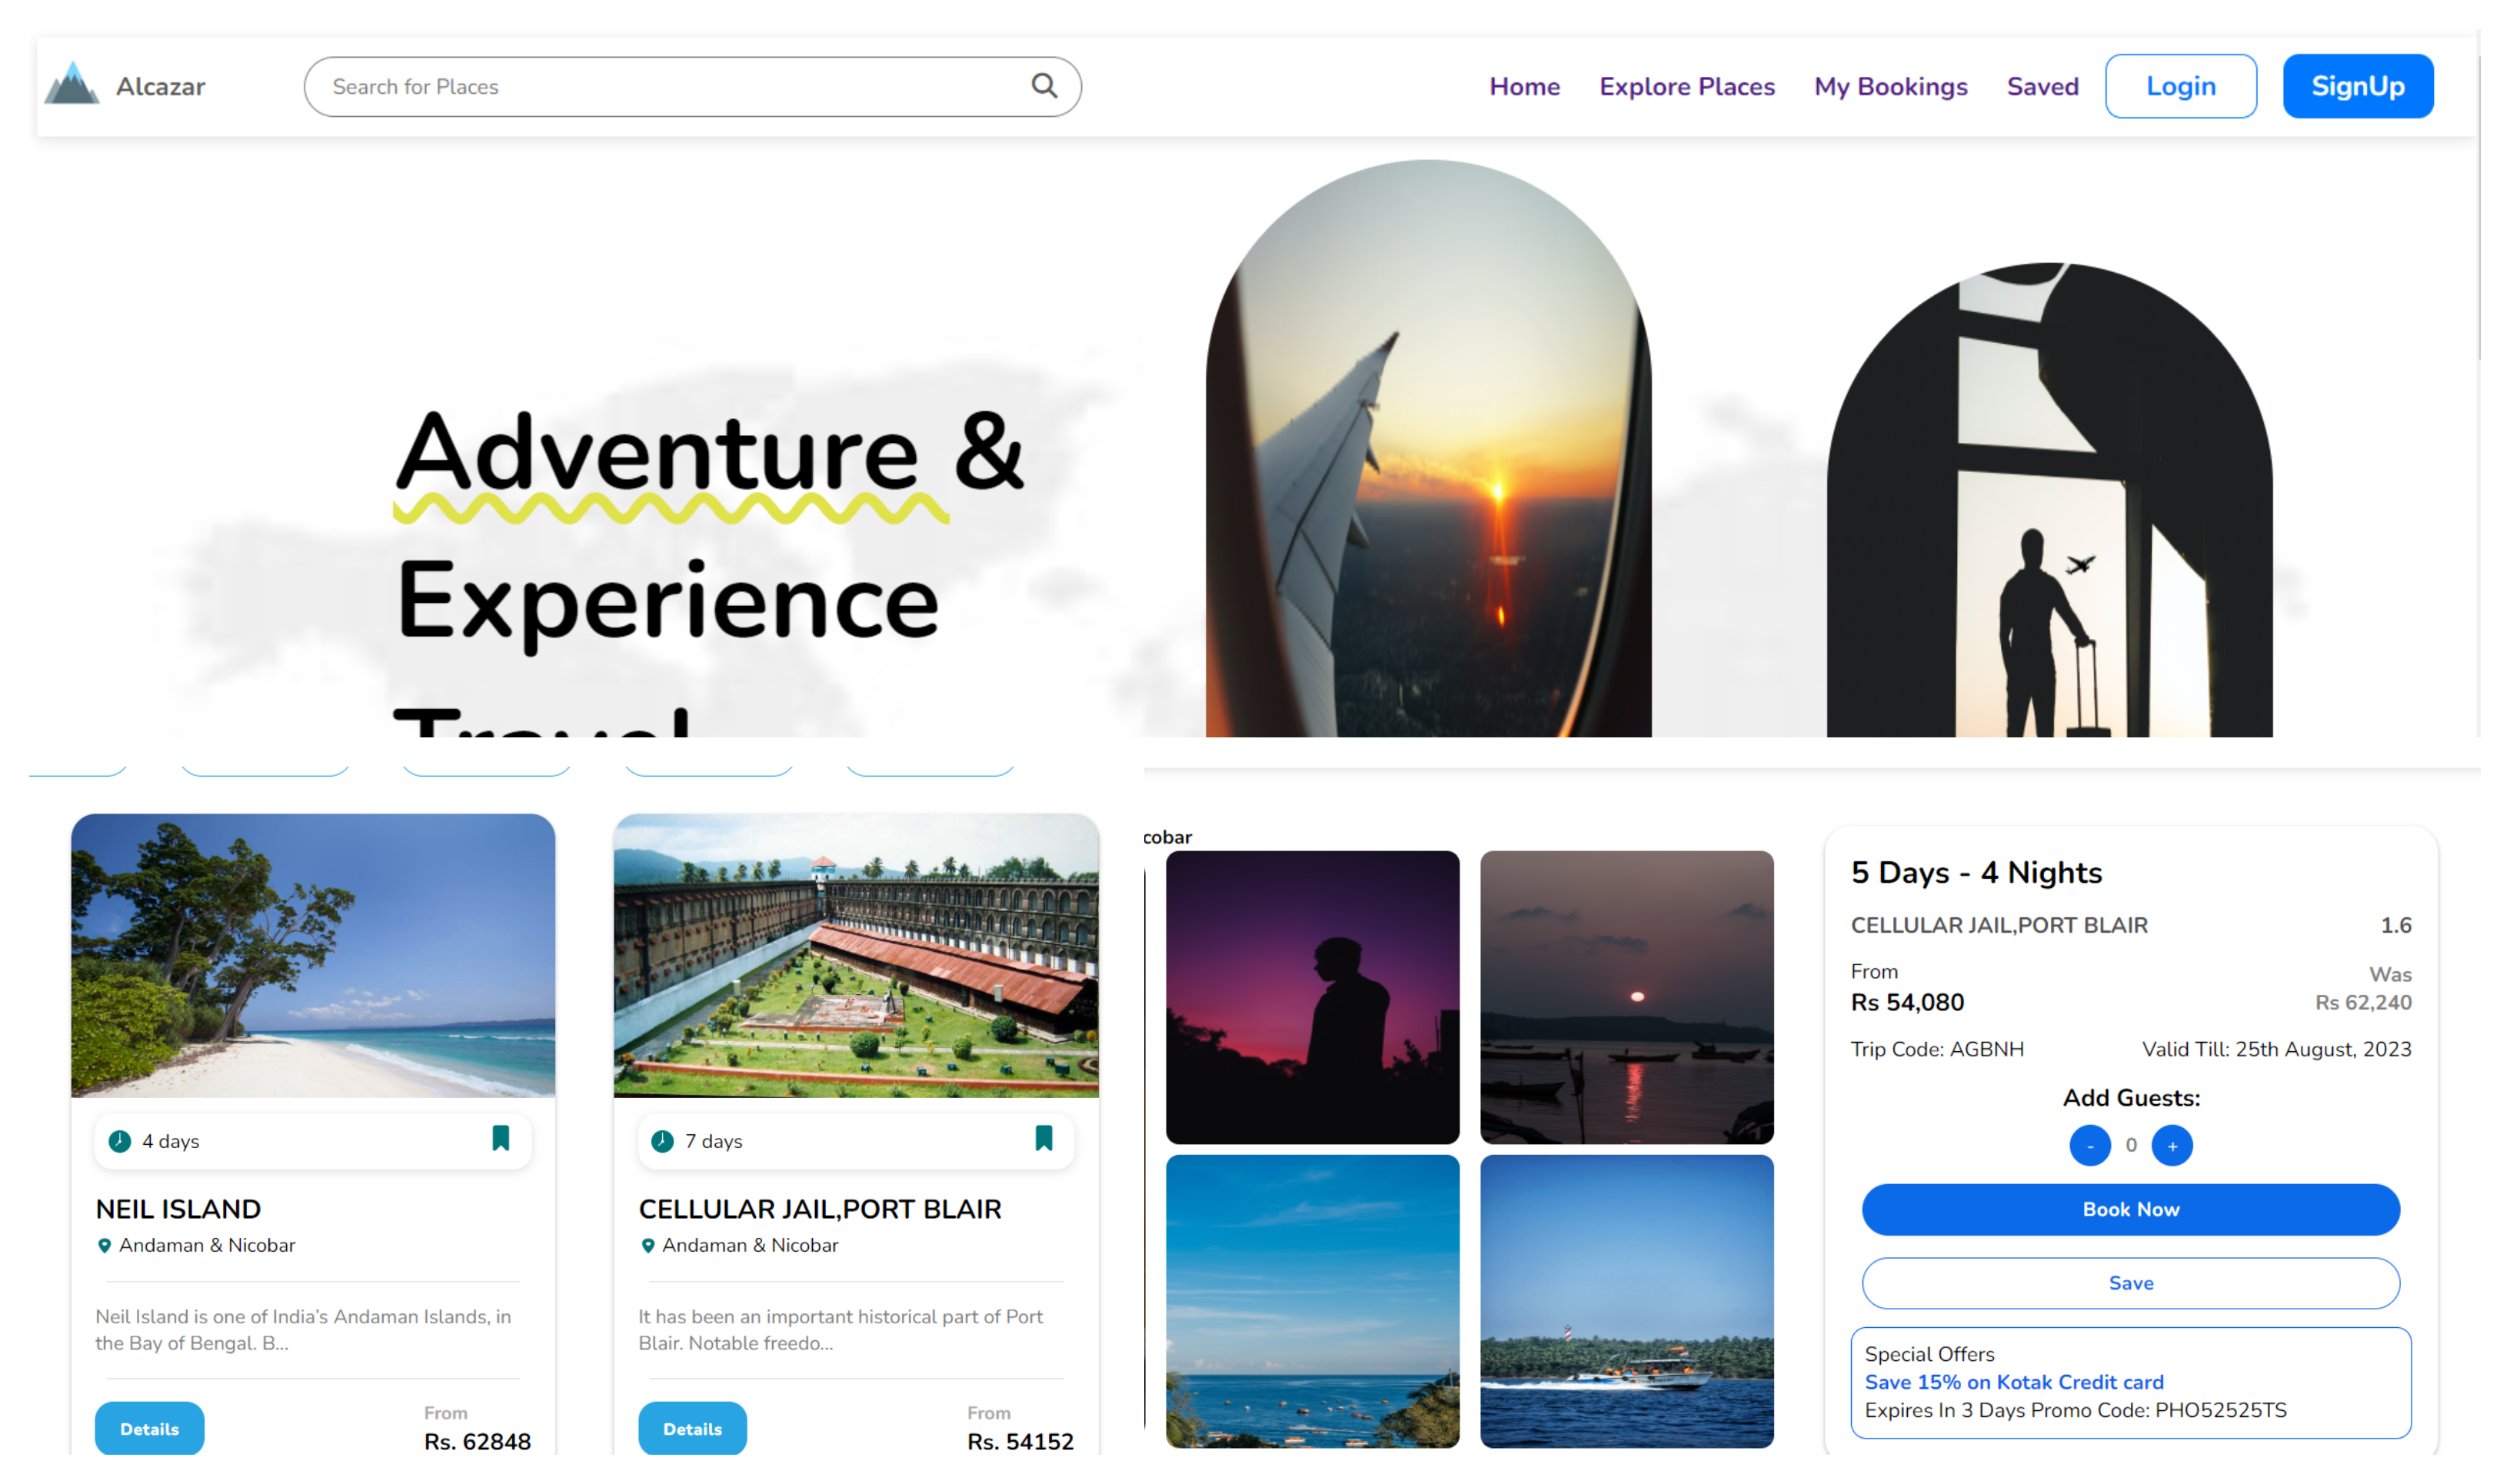 Alcazar
Search for Places
Home
Explore Places
My Bookings
Saved
Login
SignUp
Adventure &
Experience
Travel
4 days
NEIL ISLAND
Andaman & Nicobar
Neil Island is one of India’s Andaman Islands, in
the Bay of Bengal. B...
Details
From
Rs. 62848
7 days
CELLULAR JAIL,PORT BLAIR
Andaman & Nicobar
It has been an important historical part of Port
Blair. Notable freedo...
Details
From
Rs. 54152
cobar
5 Days - 4 Nights
CELLULAR JAIL,PORT BLAIR 1.6
From Was
Rs 54,080 Rs 62,240
Trip Code: AGBNH Valid Till: 25th August, 2023
Add Guests:
- 0 +
Book Now
Save
Special Offers
Save 15% on Kotak Credit card
Expires In 3 Days Promo Code: PHO52525TS